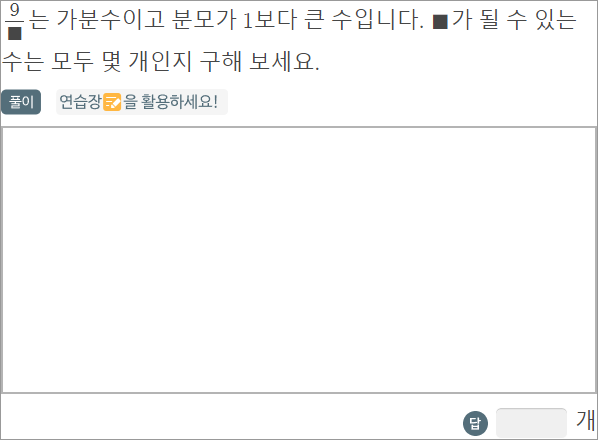 9/■ 는 가분수이고 분모가 1보다 큰 수입니다. ■가 될 수 있는
수는 모두 몇 개인지 구해 보세요.
풀이 연습장을 활용하세요!
답 개